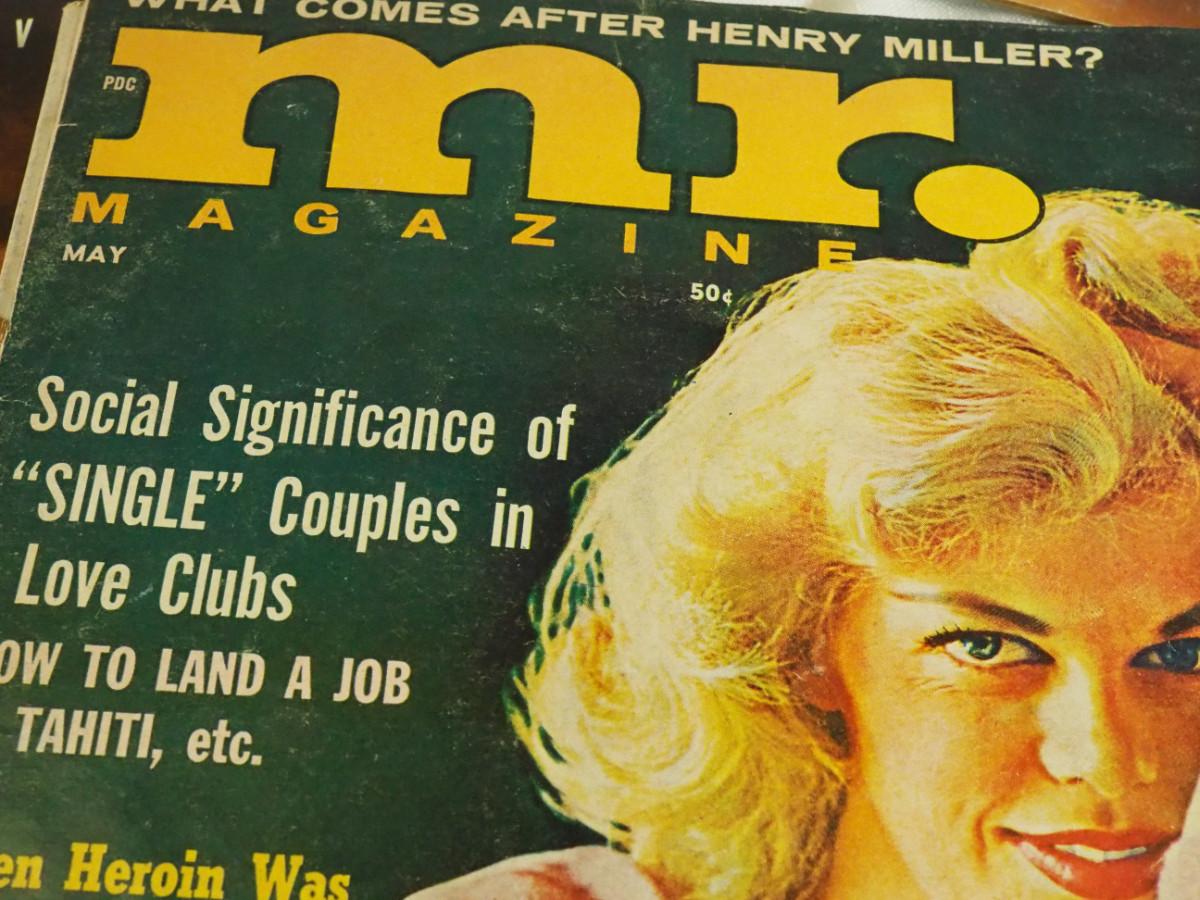 V
WHAT COMES AFTER HENRY MILLER?
PDC
mr.
MAGAZINE
MAY
50¢
Social Significance of
“SINGLE” Couples in
Love Clubs
OW TO LAND A JOB
TAHITI, etc.
en Heroin Was